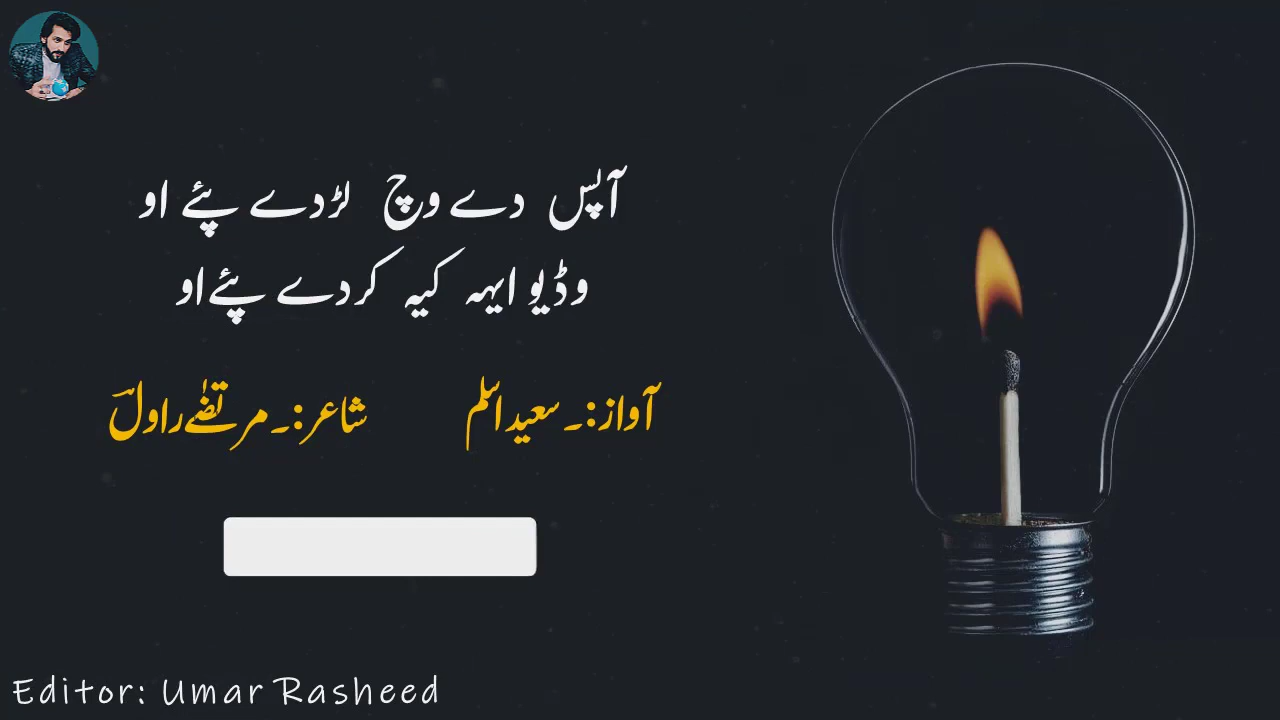 آپس دے وچ لڑدے پئے او
وڈیو ایہہ کیہ کردے پئے او
آواز:۔سعید اسلم شاعر:۔مرتضےٰ راول
Editor: Umar Rasheed